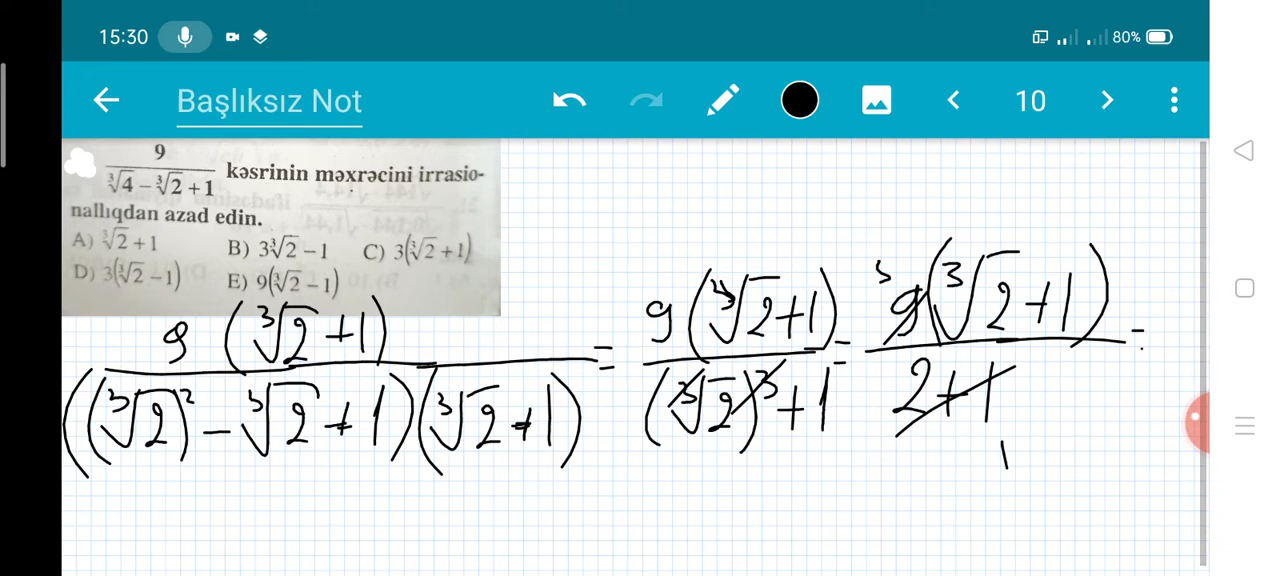 15:30 80%
Başlıksız Not 10
9 / (∛4 − ∛2 + 1) kəsrinin məxrəcini irrasio-
nallıqdan azad edin.
A) ∛2 + 1 B) 3∛2 − 1 C) 3(∛2 + 1)
D) 3(∛2 − 1) E) 9(∛2 − 1)
9(∛2 + 1) / ((∛2)² − ∛2 + 1)(∛2 + 1) = 9(∛2 + 1) / (∛2)³ + 1 = 3 9(∛2 + 1) / 2 + 1 =
1